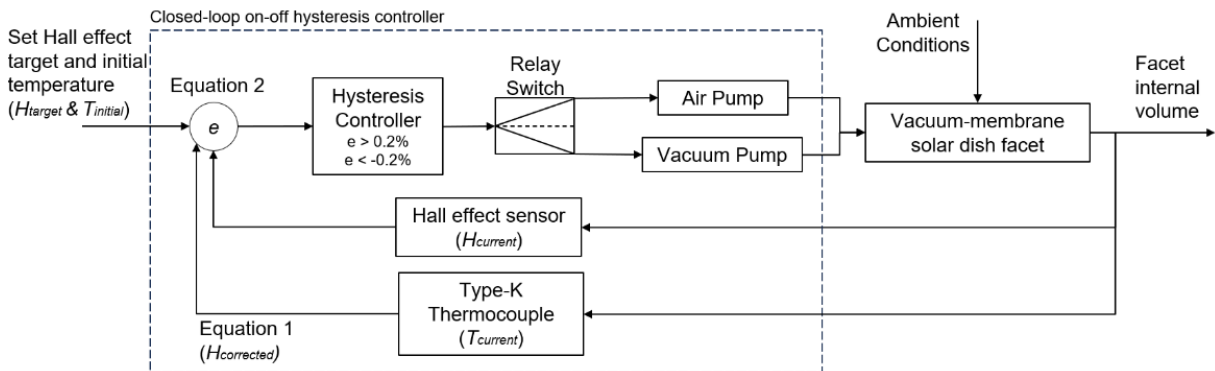 Closed-loop on-off hysteresis controller
Set Hall effect
target and initial
temperature
(Htarget & Tinitial)
Equation 2
e
Hysteresis
Controller
e > 0.2%
e < -0.2%
Relay
Switch
Air Pump
Vacuum Pump
Ambient
Conditions
Vacuum-membrane
solar dish facet
Facet
internal
volume
Hall effect sensor
(Hcurrent)
Type-K
Thermocouple
(Tcurrent)
Equation 1
(Hcorrected)